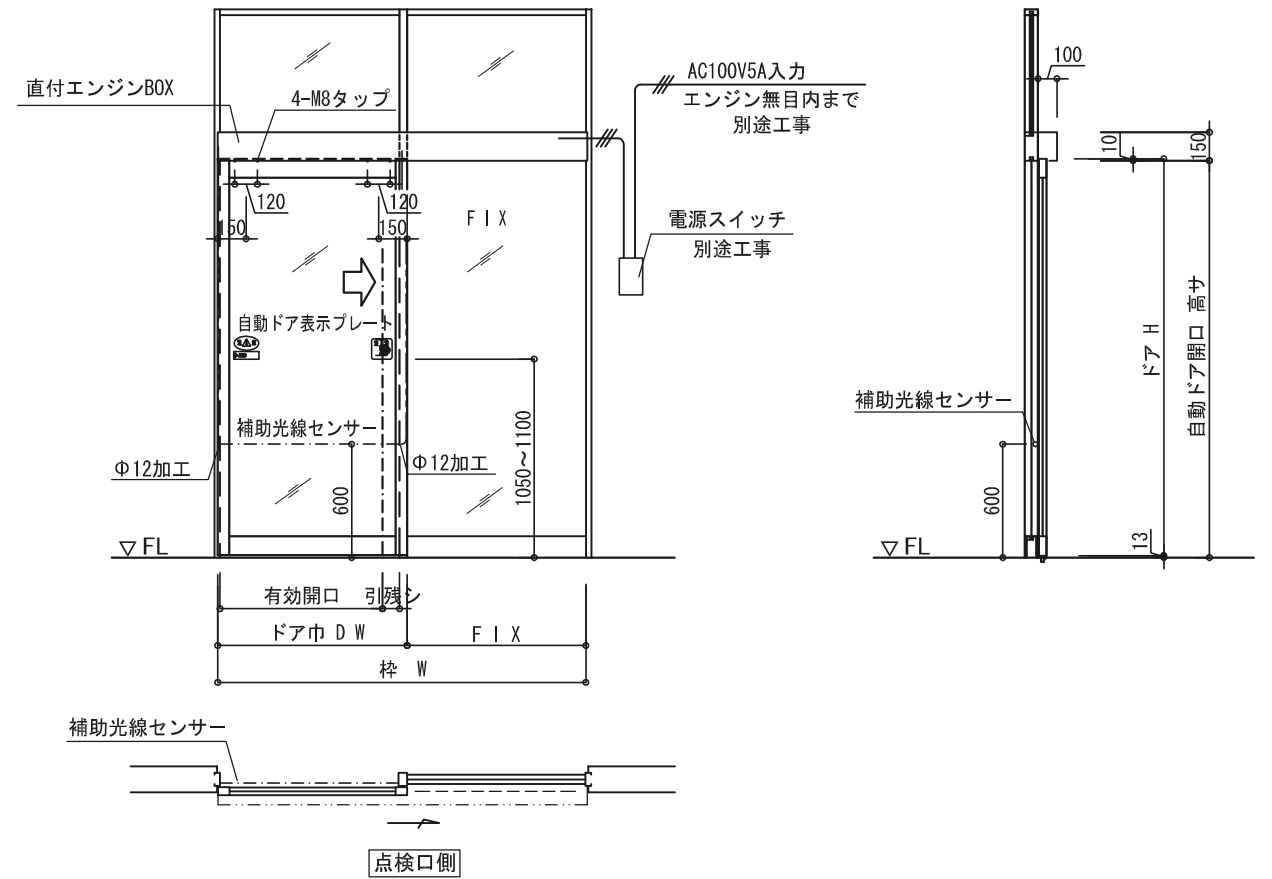 直付エンジンBOX
4-M8タップ
AC100V5A入力
エンジン無目内まで
別途工事
120
120
150
150
FIX
電源スイッチ
別途工事
自動ドア表示プレート
補助光線センサー
Φ12加工
Φ12加工
600
1050～1100
▽FL
有効開口
引残シ
ドア巾 DW
FIX
枠 W
100
10
150
ドア H
自動ドア開口 高サ
補助光線センサー
600
13
▽FL
補助光線センサー
点検口側